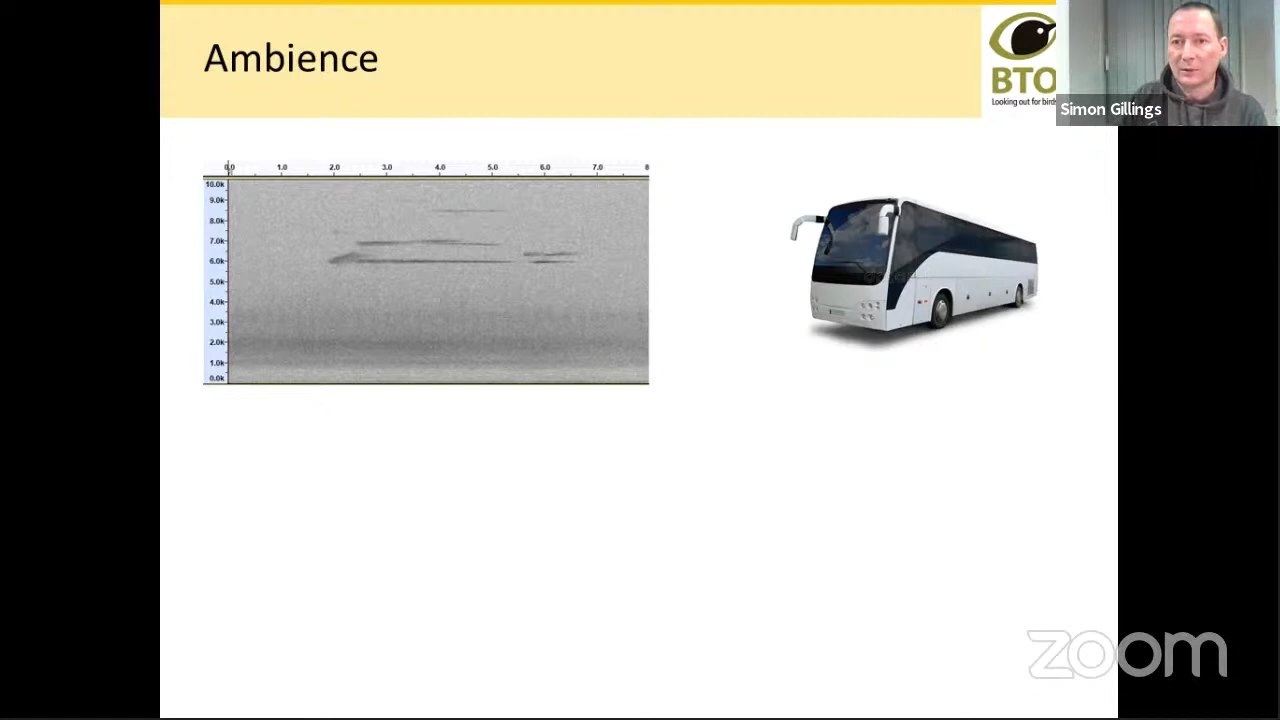 Ambience
BTO
Looking out for birds
Simon Gillings
0.0 1.0 2.0 3.0 4.0 5.0 6.0 7.0 8
10.0k
9.0k
8.0k
7.0k
6.0k
5.0k
4.0k
3.0k
2.0k
1.0k
0.0k
zoom